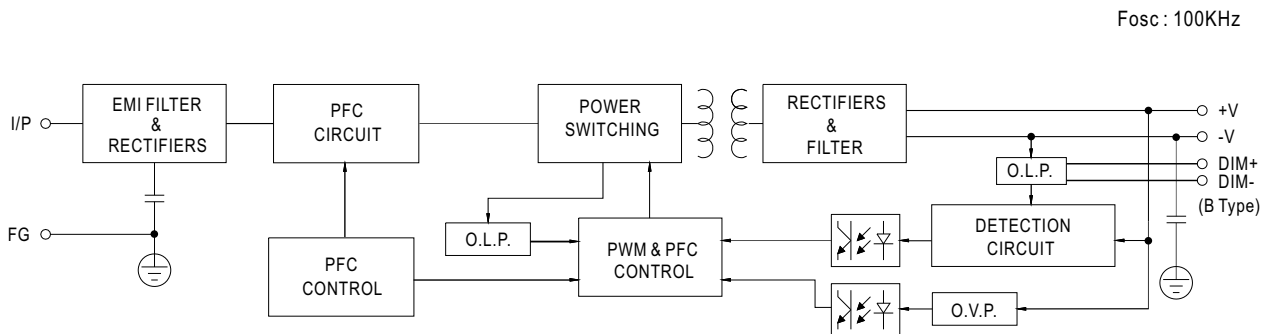 Fosc : 100KHz
I/P
EMI FILTER
&
RECTIFIERS
PFC
CIRCUIT
POWER
SWITCHING
RECTIFIERS
&
FILTER
+V
-V
DIM+
DIM-
(B Type)
O.L.P.
FG
O.L.P.
DETECTION
CIRCUIT
PFC
CONTROL
PWM & PFC
CONTROL
O.V.P.